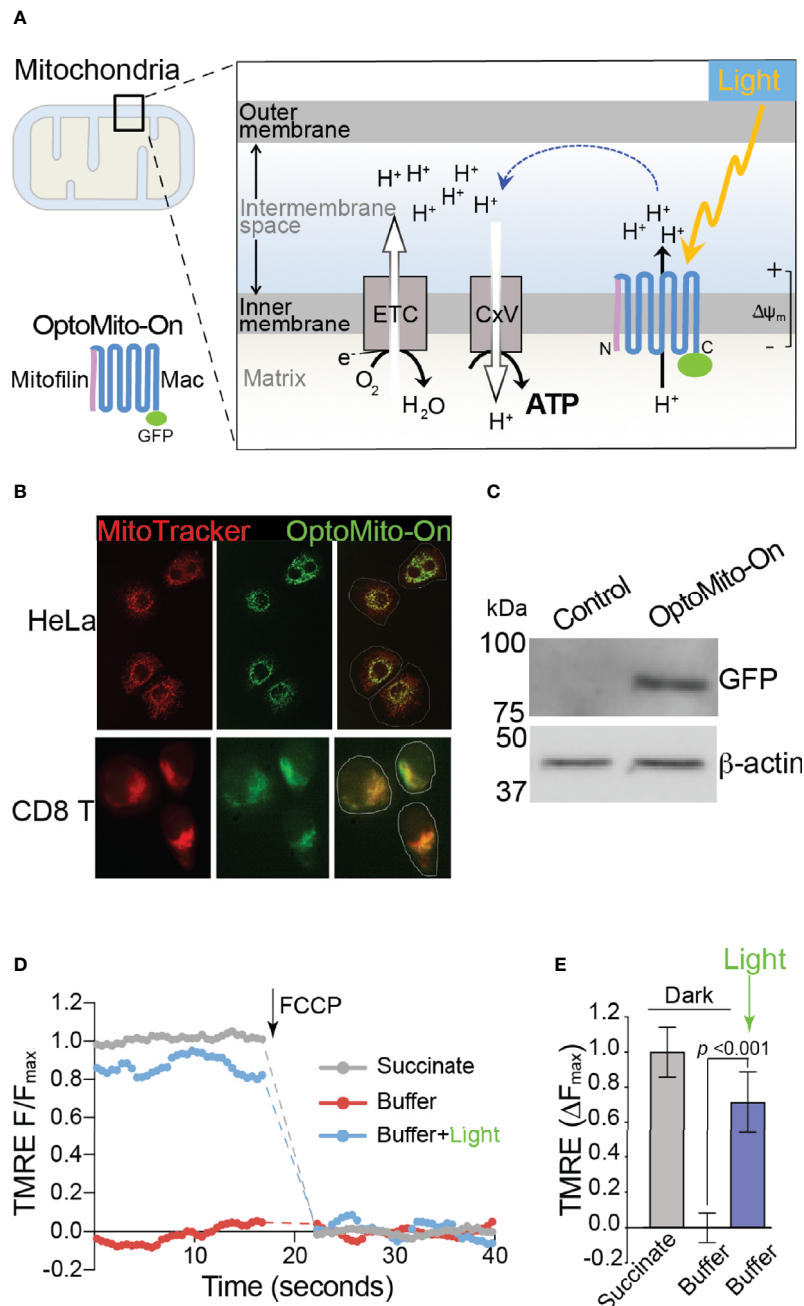 A
Mitochondria
Light
Outer
membrane
H+ H+ H+
H+ H+
H+
Intermembrane
space
H+
H+ H+
Inner
membrane
ETC
CxV
+
Δψm
−
N
C
OptoMito-On
Mitofilin
Mac
GFP
Matrix
e-
O2
H2O
H+
ATP
H+
B
MitoTracker OptoMito-On
HeLa
CD8 T
C
kDa
Control
OptoMito-On
100
GFP
75
50
β-actin
37
D
FCCP
1.2
1.0
0.8
0.6
0.4
0.2
0.0
-0.2
TMRE F/Fmax
Succinate
Buffer
Buffer+Light
10 20 30 40
Time (seconds)
E
Light
Dark
p <0.001
1.2
1.0
0.8
0.6
0.4
0.2
0.0
-0.2
TMRE (ΔFmax)
Succinate
Buffer
Buffer